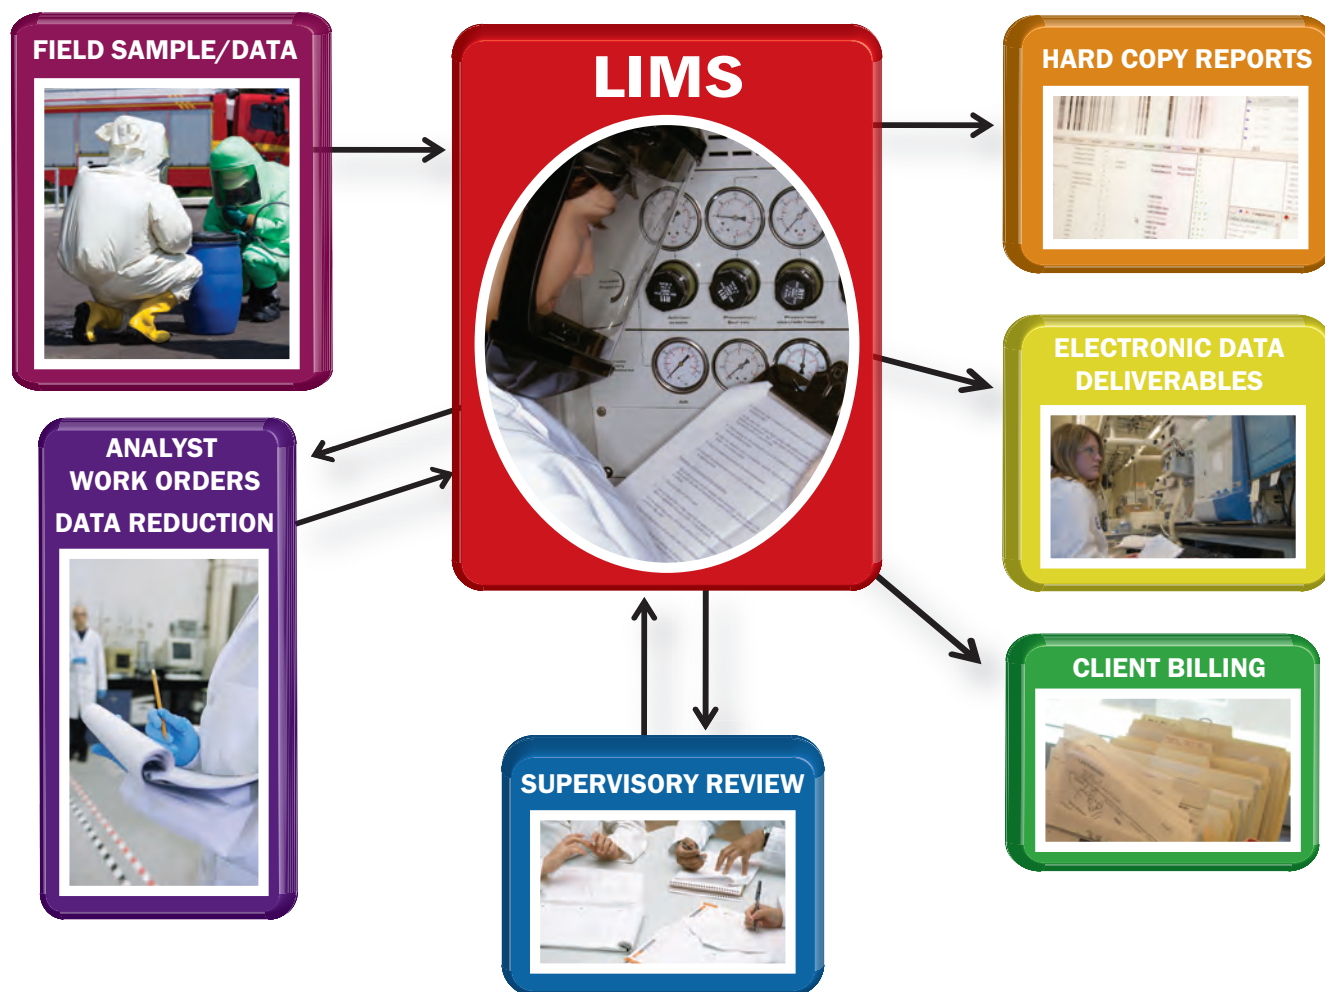 FIELD SAMPLE/DATA
LIMS
HARD COPY REPORTS
ELECTRONIC DATA
DELIVERABLES
ANALYST
WORK ORDERS
DATA REDUCTION
SUPERVISORY REVIEW
CLIENT BILLING